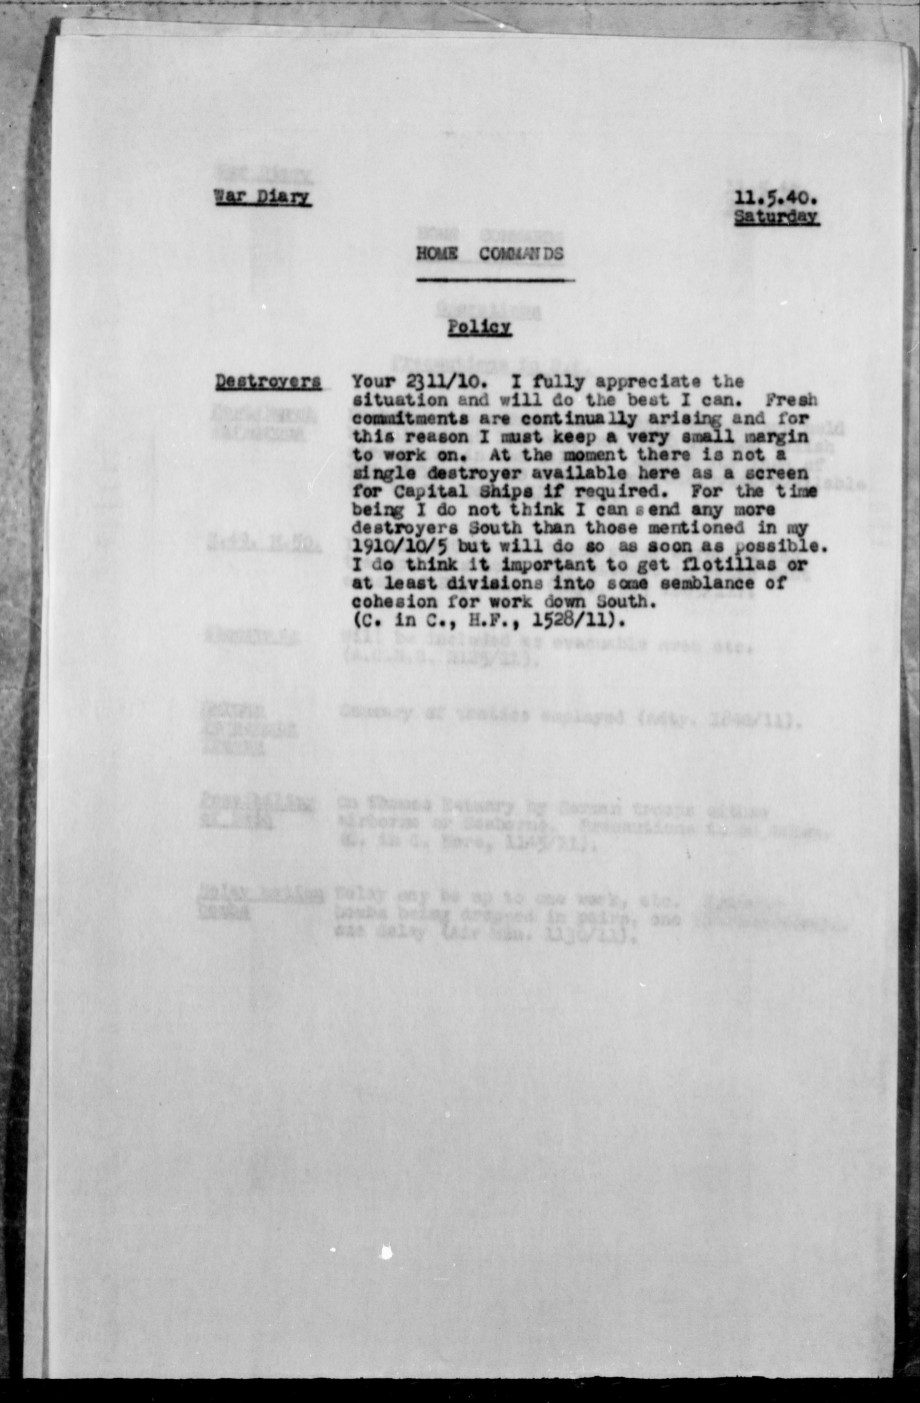 War Diary
11.5.40.
Saturday
HOME COMMANDS
Policy
Destroyers
Your 2311/10. I fully appreciate the
situation and will do the best I can. Fresh
commitments are continually arising and for
this reason I must keep a very small margin
to work on. At the moment there is not a
single destroyer available here as a screen
for Capital Ships if required. For the time
being I do not think I can send any more
destroyers South than those mentioned in my
1910/10/5 but will do so as soon as possible.
I do think it important to get flotillas or
at least divisions into some semblance of
cohesion for work down South.
(C. in C., H.F., 1528/11).